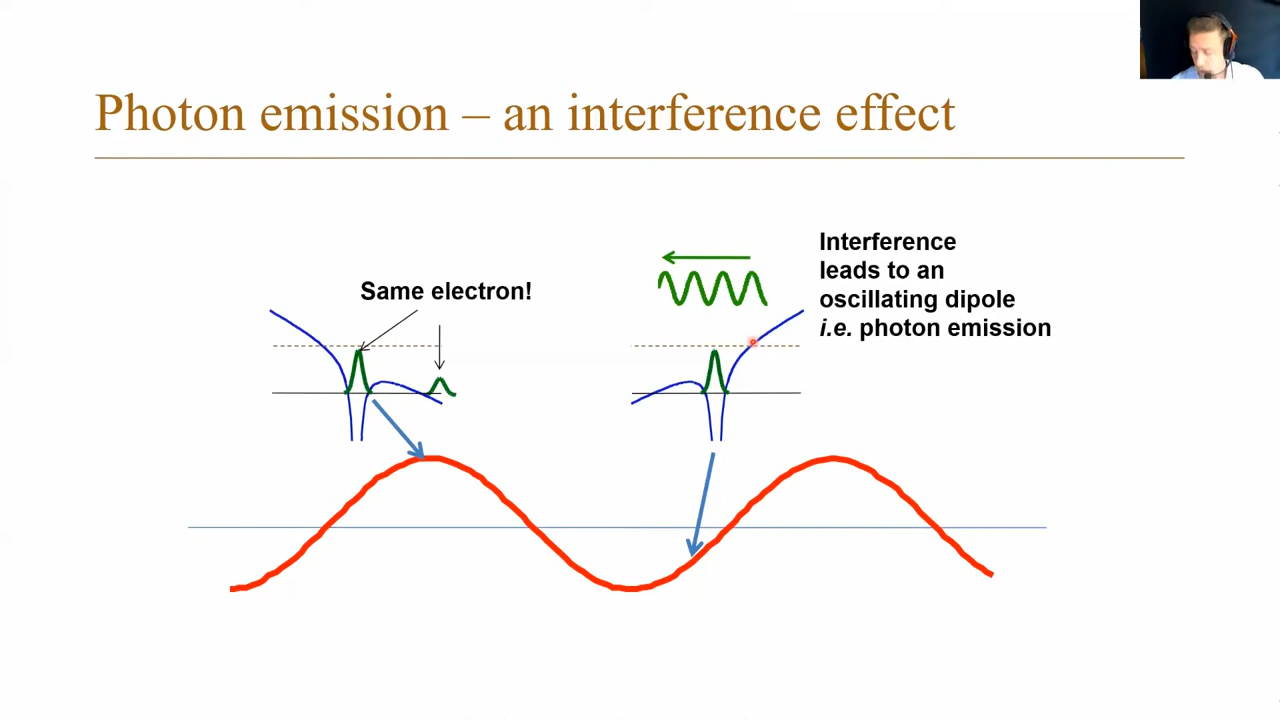 Photon emission – an interference effect
Same electron!
Interference
leads to an
oscillating dipole
i.e. photon emission